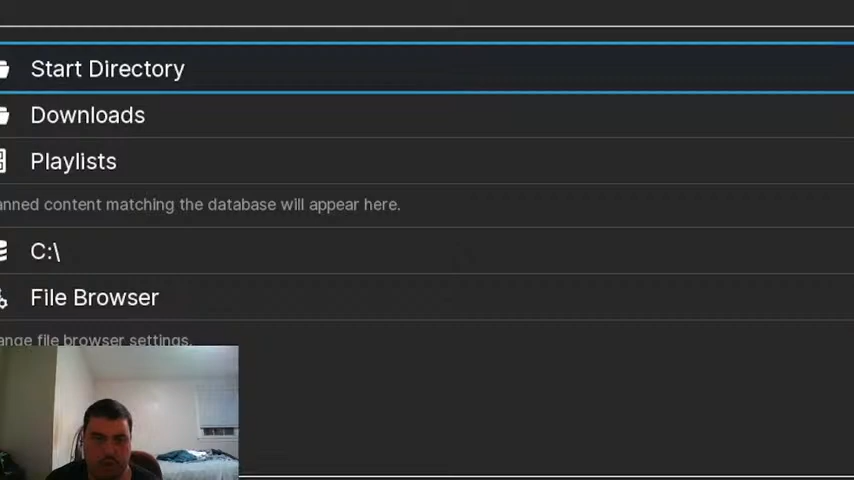 Start Directory
Downloads
Playlists
anned content matching the database will appear here.
C:\
File Browser
ange file browser settings.